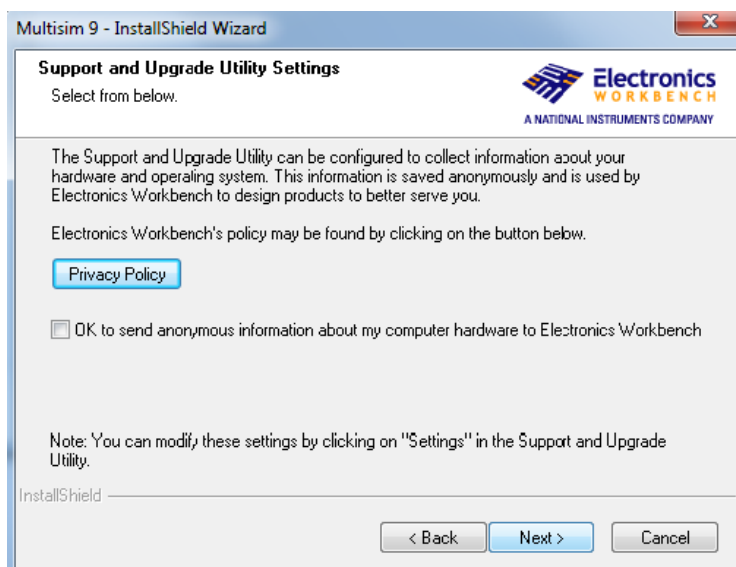 Multisim 9 - InstallShield Wizard
Support and Upgrade Utility Settings
Select from below.
Electronics
WORKBENCH
A NATIONAL INSTRUMENTS COMPANY
The Support and Upgrade Utility can be configured to collect information about your
hardware and operating system. This information is saved anonymously and is used by
Electronics Workbench to design products to better serve you.
Electronics Workbench's policy may be found by clicking on the button below.
Privacy Policy
OK to send anonymous information about my computer hardware to Electronics Workbench
Note: You can modify these settings by clicking on "Settings" in the Support and Upgrade
Utility.
InstallShield
< Back
Next >
Cancel